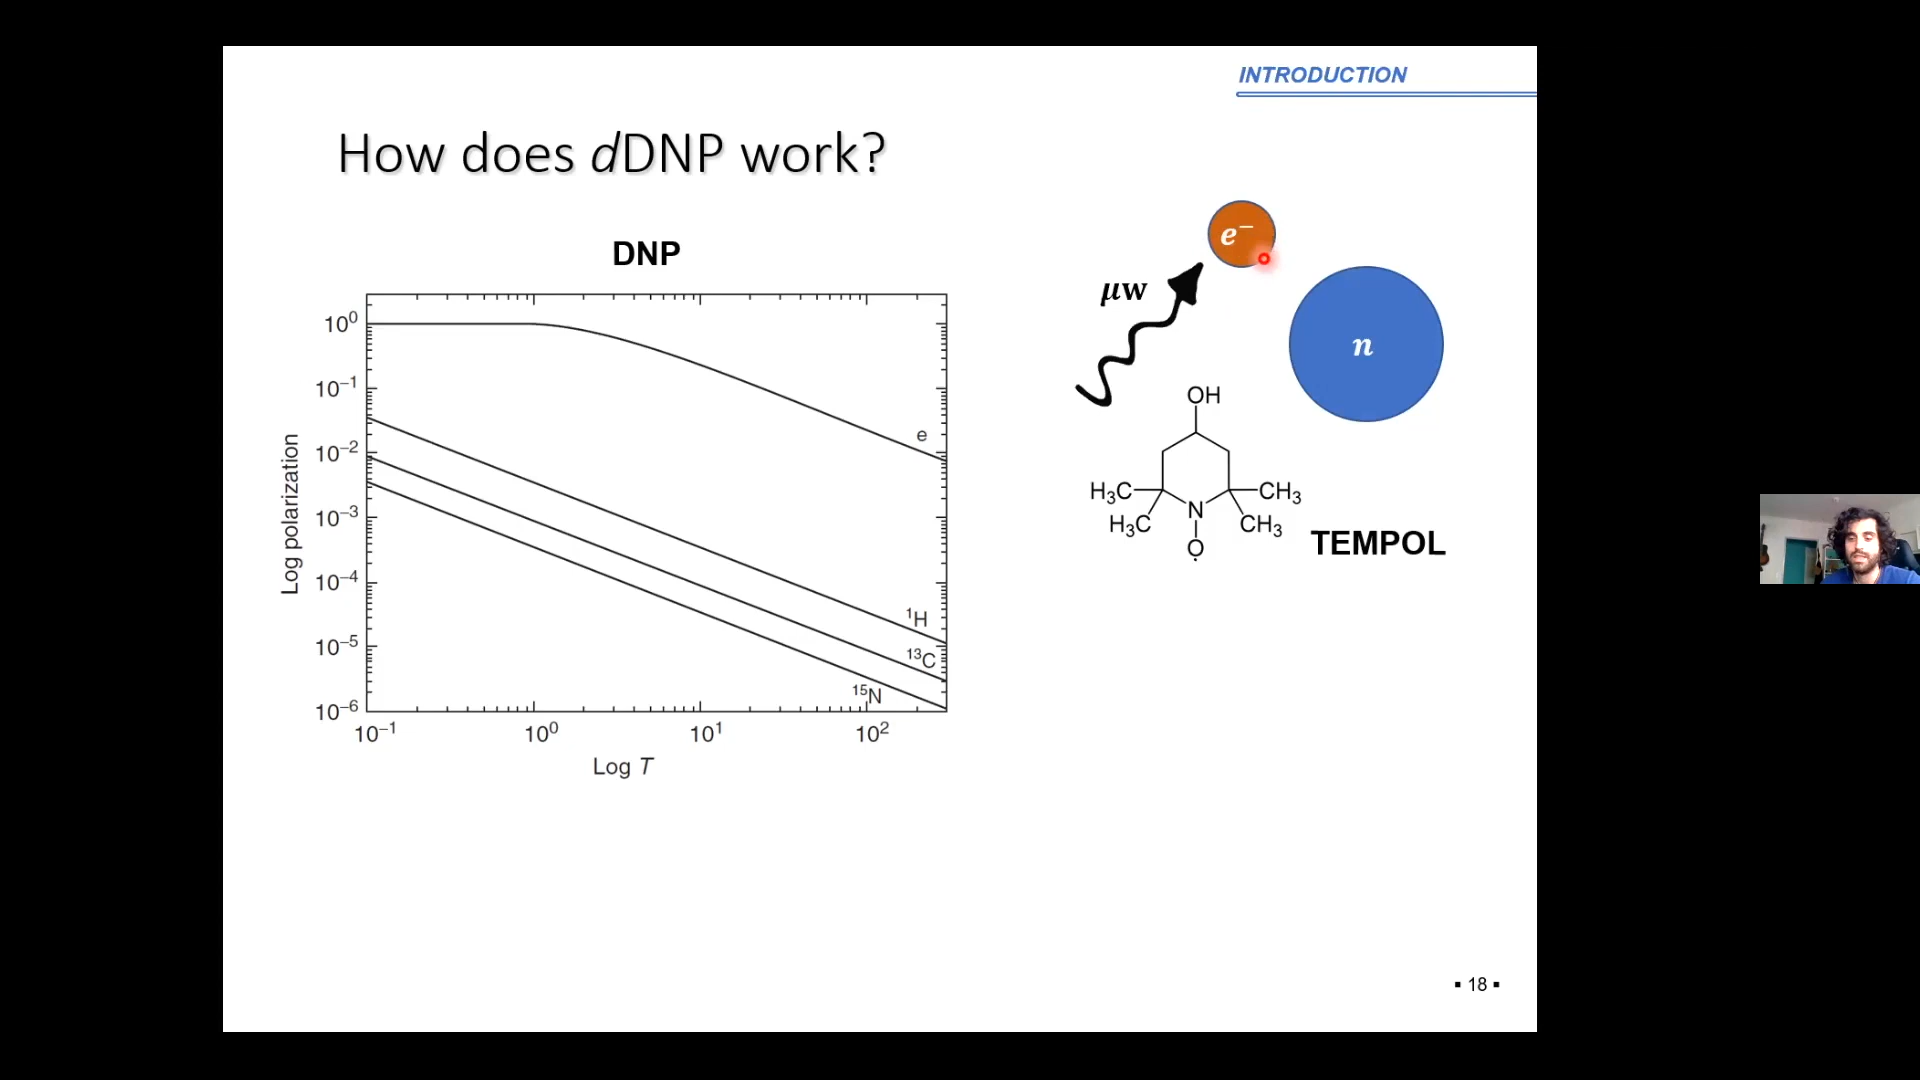 INTRODUCTION
How does dDNP work?
DNP
10⁰
10⁻¹
10⁻²
10⁻³
10⁻⁴
10⁻⁵
10⁻⁶
Log polarization
e
¹H
¹³C
¹⁵N
10⁻¹ 10⁰ 10¹ 10²
Log T
e⁻
μw
n
OH
H₃C CH₃
H₃C N CH₃
O
TEMPOL
▪ 18 ▪